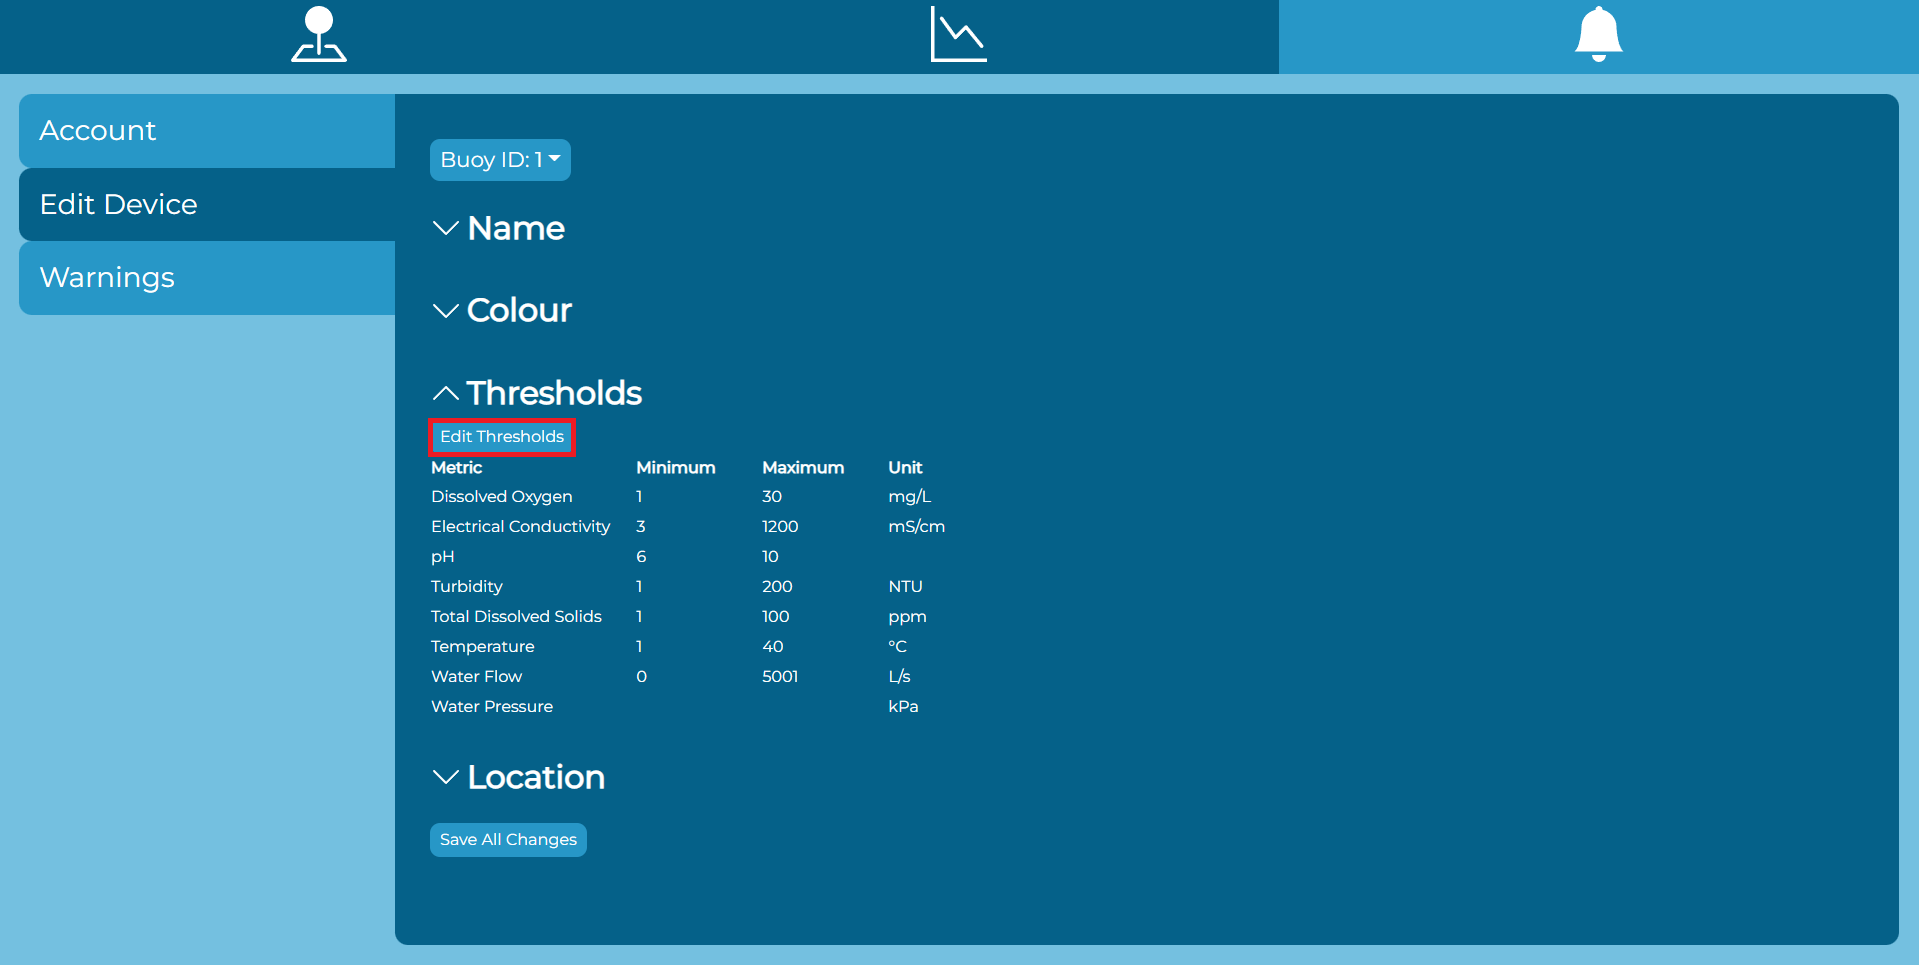 Account
Edit Device
Warnings
Buoy ID: 1
Name
Colour
Thresholds
Edit Thresholds
Metric Minimum Maximum Unit
Dissolved Oxygen 1 30 mg/L
Electrical Conductivity 3 1200 mS/cm
pH 6 10
Turbidity 1 200 NTU
Total Dissolved Solids 1 100 ppm
Temperature 1 40 °C
Water Flow 0 5001 L/s
Water Pressure kPa
Location
Save All Changes